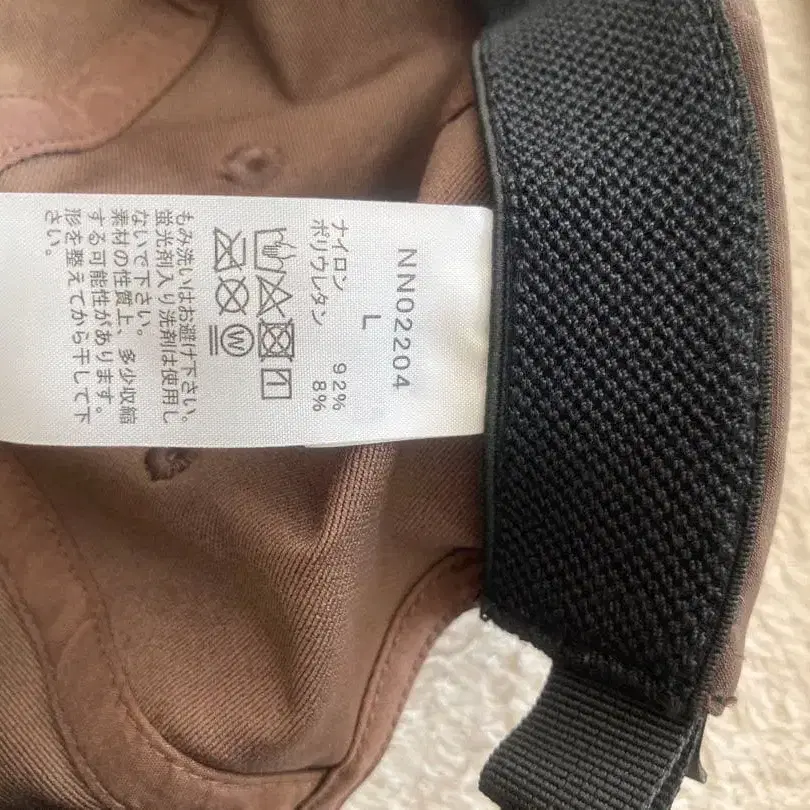 NN02204
L
ナイロン 92%
ポリウレタン 8%
W
もみ洗いはお避け下さい。
蛍光剤入り洗剤は使用し
ないで下さい。
素材の性質上、多少収縮
する可能性があります。
形を整えてから干して下
さい。